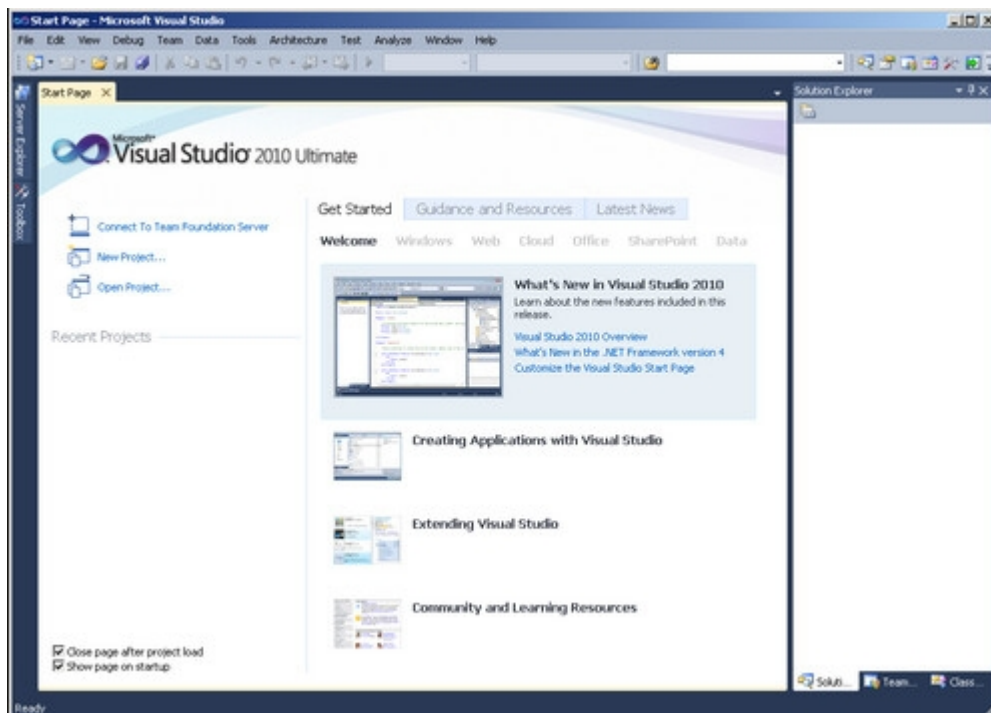 Start Page - Microsoft Visual Studio
File Edit View Debug Team Data Tools Architecture Test Analyze Window Help
Server Explorer
Toolbox
Start Page
Microsoft
Visual Studio 2010 Ultimate
Connect To Team Foundation Server
New Project...
Open Project...
Recent Projects
Close page after project load
Show page on startup
Get Started Guidance and Resources Latest News
Welcome Windows Web Cloud Office SharePoint Data
What's New in Visual Studio 2010
Learn about the new features included in this
release.
Visual Studio 2010 Overview
What's New in the .NET Framework version 4
Customize the Visual Studio Start Page
Creating Applications with Visual Studio
Extending Visual Studio
Community and Learning Resources
Solution Explorer
Soluti... Team... Class...
Ready